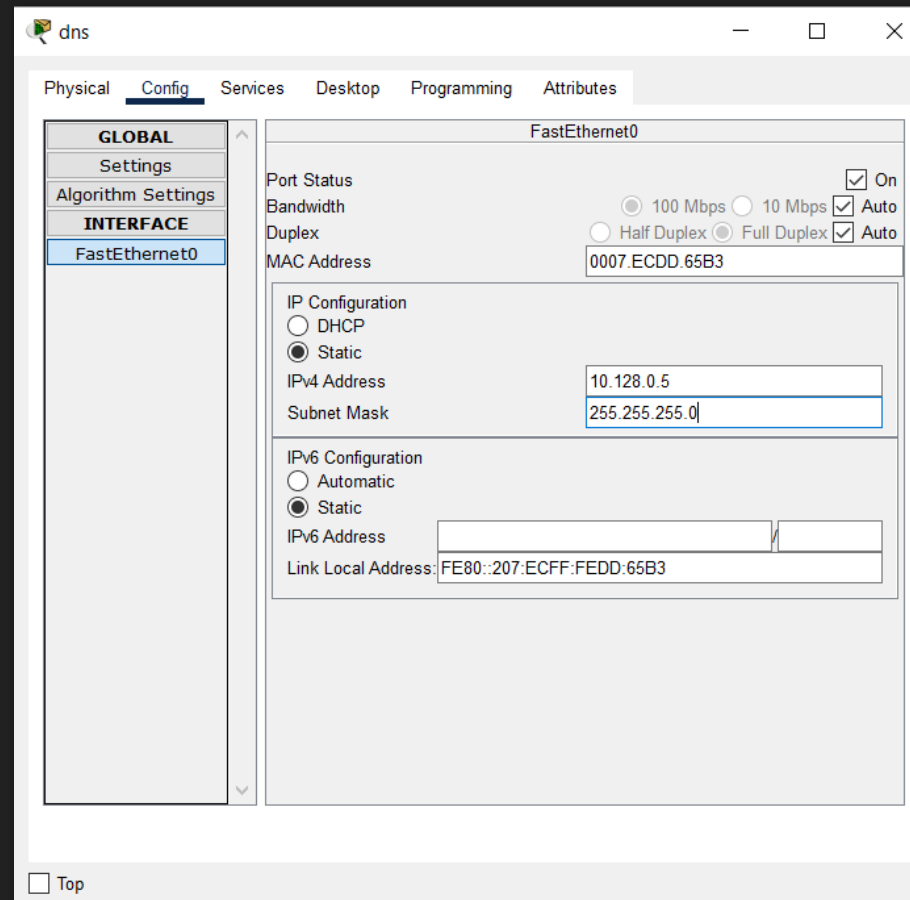 dns
Physical Config Services Desktop Programming Attributes
GLOBAL
Settings
Algorithm Settings
INTERFACE
FastEthernet0
FastEthernet0
Port Status On
Bandwidth 100 Mbps 10 Mbps Auto
Duplex Half Duplex Full Duplex Auto
MAC Address 0007.ECDD.65B3
IP Configuration
DHCP
Static
IPv4 Address 10.128.0.5
Subnet Mask 255.255.255.0
IPv6 Configuration
Automatic
Static
IPv6 Address /
Link Local Address: FE80::207:ECFF:FEDD:65B3
Top